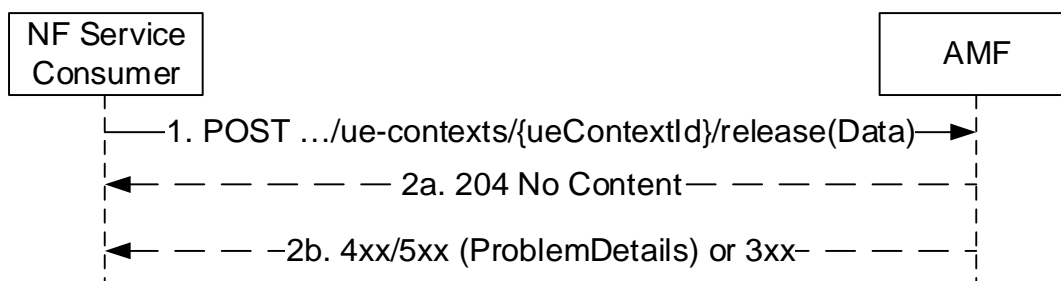 NF Service
Consumer
AMF
1. POST …/ue-contexts/{ueContextId}/release(Data)
2a. 204 No Content
2b. 4xx/5xx (ProblemDetails) or 3xx